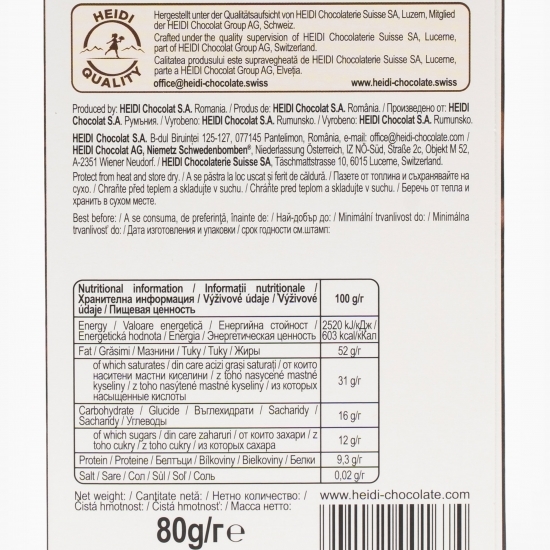 HEIDI
QUALITY
Hergestellt unter der Qualitätsaufsicht von HEIDI Chocolaterie Suisse SA, Luzern, Mitglied
der HEIDI Chocolat Group AG, Schweiz.
Crafted under the quality supervision of HEIDI Chocolaterie Suisse SA, Lucerne,
part of HEIDI Chocolat Group AG, Switzerland.
Calitatea produsului este supravegheată de HEIDI Chocolaterie Suisse SA, Lucerne,
parte a HEIDI Chocolat Group AG, Elveția.
office@heidi-chocolate.swiss www.heidi-chocolate.swiss
Produced by: HEIDI Chocolat S.A. Romania. / Produs de: HEIDI Chocolat S.A. România. / Произведено от: HEIDI
Chocolat S.A. Румъния. / Vyrobeno: HEIDI Chocolat S.A. Rumunsko. / Vyrobeno: HEIDI Chocolat S.A. Rumunsko.
HEIDI Chocolat S.A. B-dul Biruinței 125-127, 077145 Pantelimon, România, e-mail: office@heidi-chocolate.com /
HEIDI Chocolat AG, Niemetz Schwedenbomben®, Niederlassung Österreich, IZ NÖ-Süd, Straße 2c, Objekt M 52,
A-2351 Wiener Neudorf. / HEIDI Chocolaterie Suisse SA, Täschmattstrasse 10, 6015 Lucerne, Switzerland.
Protect from heat and store dry. / A se păstra la loc uscat și ferit de căldură. / Пазете от топлина и съхранявайте на
сухо. / Chraňte před teplem a skladujte v suchu. / Chráňte pred teplom a skladujte v suchu. / Беречь от тепла и
хранить в сухом месте.
Best before: / A se consuma, de preferință, înainte de: / Най-добър до: / Minimální trvanlivost do: / Minimálna
trvanlivosť do: / Дата изготовления и упаковки / срок годности см.штамп:
Nutritional information / Informații nutriționale /
Хранителна информация / Výživové údaje / Výživové
údaje / Пищевая ценность 100 g/г
Energy / Valoare energetică / Енергийна стойност / 2520 kJ/кДж /
Energetická hodnota / Energia / Энергетическая ценность 603 kcal/кКал
Fat / Grăsimi / Мазнини / Tuky / Tuky / Жиры 52 g/г
of which saturates / din care acizi grași saturați / от които
наситени мастни киселини / z toho nasycené mastné
kyseliny / z toho nasýtené mastné kyseliny / из которых
насыщенные кислоты 31 g/г
Carbohydrate / Glucide / Въглехидрати / Sacharidy /
Sacharidy / Углеводы 16 g/г
of which sugars / din care zaharuri / от които захари / z
toho cukry / z toho cukry / из которых сахара 12 g/г
Protein / Proteine / Белтъци / Bílkoviny / Bielkoviny / Белки 9,3 g/г
Salt / Sare / Сол / Sůl / Soľ / Соль 0,02 g/г
Net weight: / Cantitate netă: / Нетно количество: /
Čistá hmotnost: / Čistá hmotnosť: / Масса нетто:
80g/г℮
www.heidi-chocolate.com